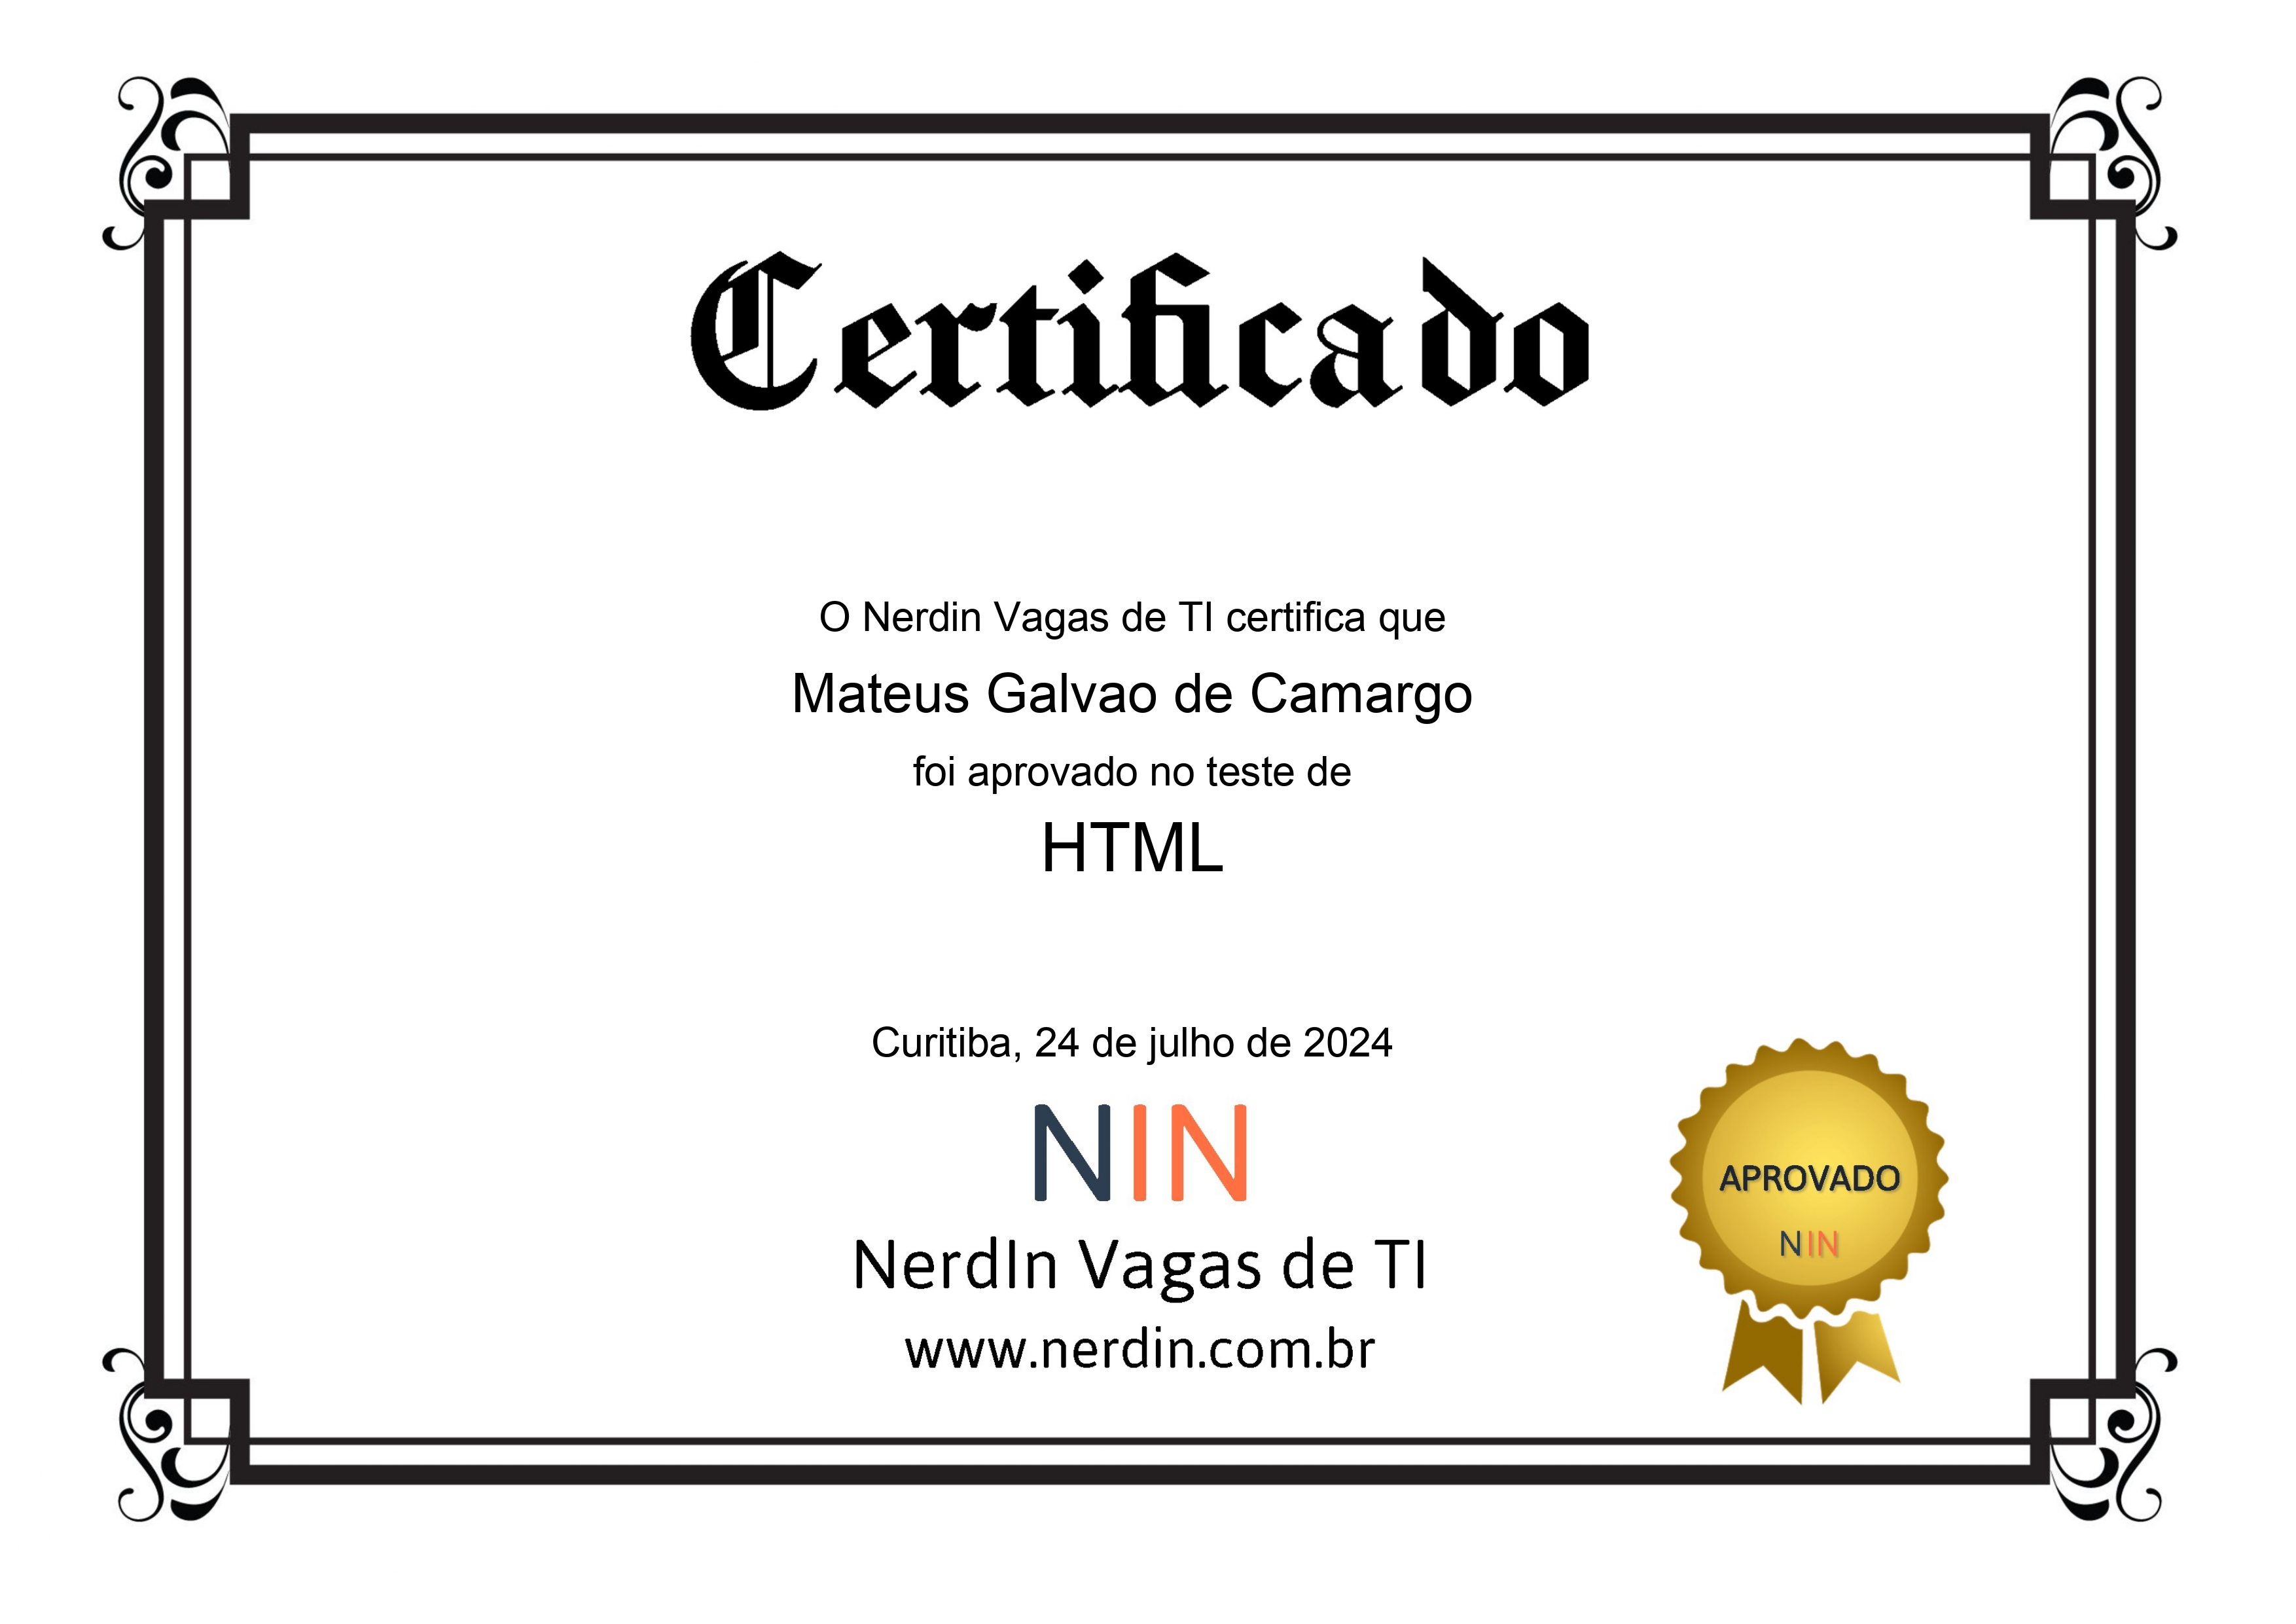 Certificado
O Nerdin Vagas de TI certifica que
Mateus Galvao de Camargo
foi aprovado no teste de
HTML
Curitiba, 24 de julho de 2024
NIN
NerdIn Vagas de TI
www.nerdin.com.br
APROVADO
NIN